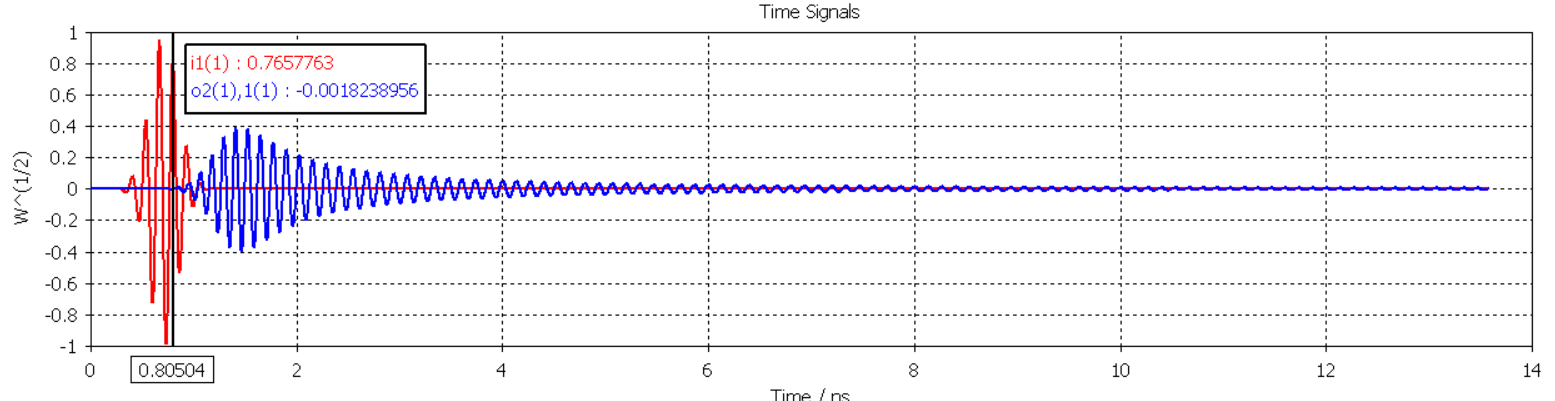 Time Signals
1
0.8
0.6
0.4
0.2
0
-0.2
-0.4
-0.6
-0.8
-1
W^(1/2)
i1(1) : 0.7657763
o2(1),1(1) : -0.0018238956
0 0.80504 2 4 6 8 10 12 14
Time / ns